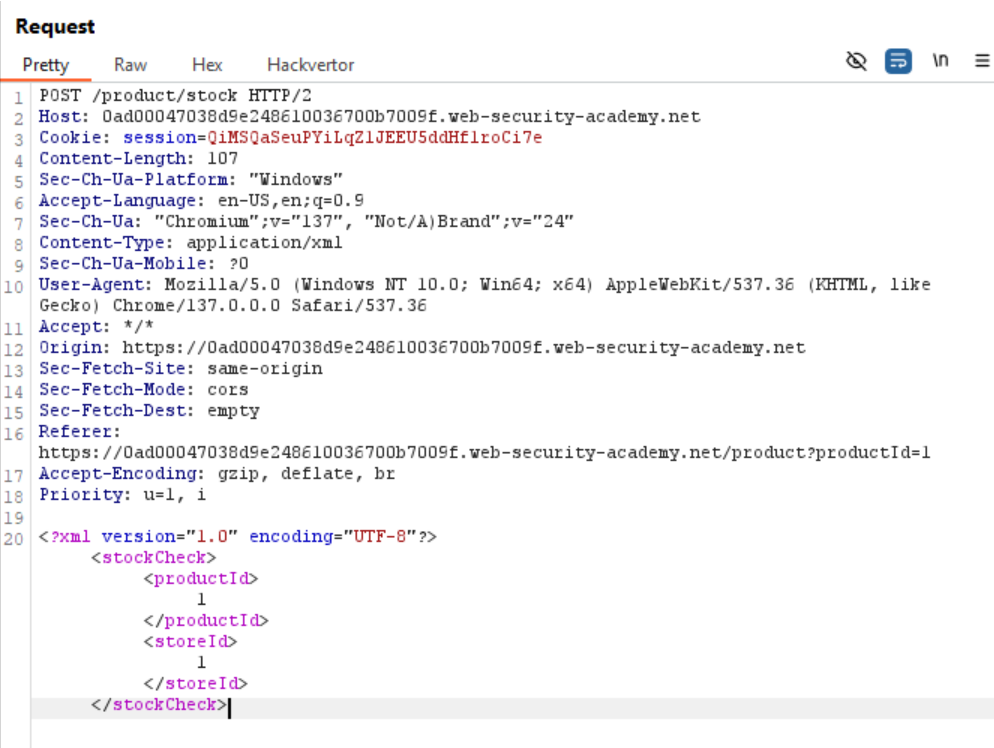 Request
Pretty Raw Hex Hackvertor \n
1 POST /product/stock HTTP/2
2 Host: 0ad00047038d9e248610036700b7009f.web-security-academy.net
3 Cookie: session=QiMSQaSeuPYiLqZlJEEU5ddHflroCi7e
4 Content-Length: 107
5 Sec-Ch-Ua-Platform: "Windows"
6 Accept-Language: en-US,en;q=0.9
7 Sec-Ch-Ua: "Chromium";v="137", "Not/A)Brand";v="24"
8 Content-Type: application/xml
9 Sec-Ch-Ua-Mobile: ?0
10 User-Agent: Mozilla/5.0 (Windows NT 10.0; Win64; x64) AppleWebKit/537.36 (KHTML, like
Gecko) Chrome/137.0.0.0 Safari/537.36
11 Accept: */*
12 Origin: https://0ad00047038d9e248610036700b7009f.web-security-academy.net
13 Sec-Fetch-Site: same-origin
14 Sec-Fetch-Mode: cors
15 Sec-Fetch-Dest: empty
16 Referer:
https://0ad00047038d9e248610036700b7009f.web-security-academy.net/product?productId=1
17 Accept-Encoding: gzip, deflate, br
18 Priority: u=1, i
19
20 <?xml version="1.0" encoding="UTF-8"?>
<stockCheck>
<productId>
1
</productId>
<storeId>
1
</storeId>
</stockCheck>